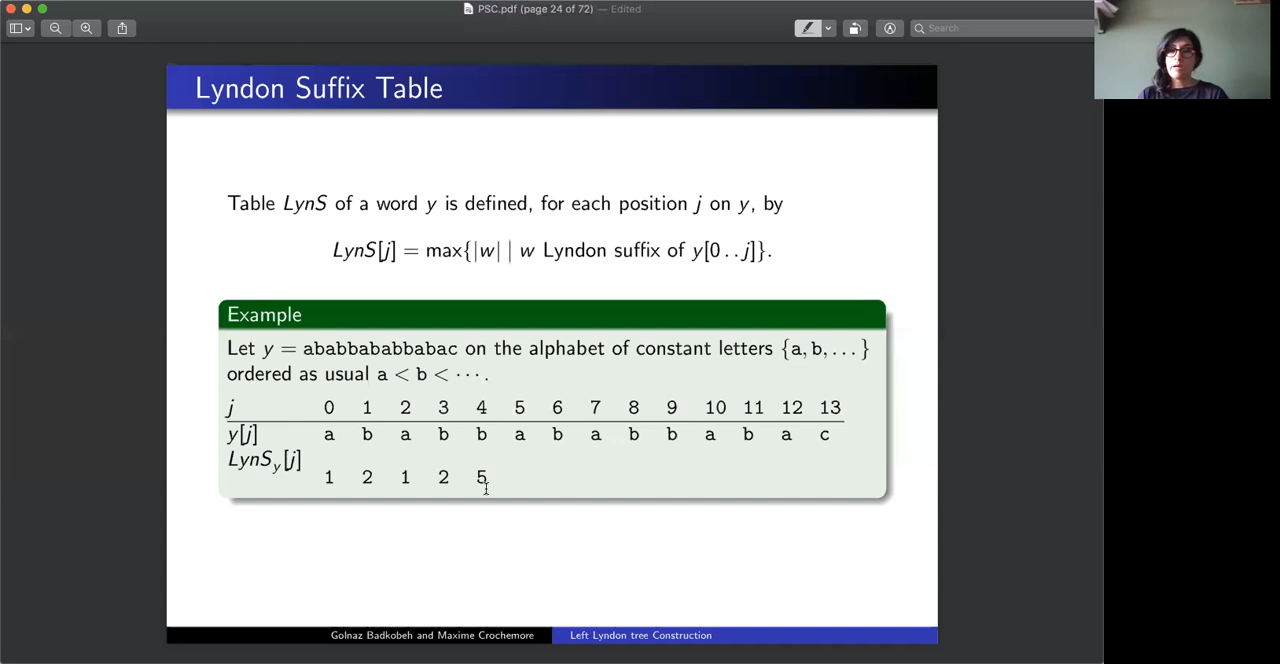 PSC.pdf (page 24 of 72) — Edited
Search
Lyndon Suffix Table
Table LynS of a word y is defined, for each position j on y, by
LynS[j] = max{|w| | w Lyndon suffix of y[0 . . j]}.
Example
Let y = ababbababbabac on the alphabet of constant letters {a, b, . . . }
ordered as usual a < b < · · · .
j 0 1 2 3 4 5 6 7 8 9 10 11 12 13
y[j] a b a b b a b a b b a b a c
LynSy[j]
1 2 1 2 5
Golnaz Badkobeh and Maxime Crochemore Left Lyndon tree Construction